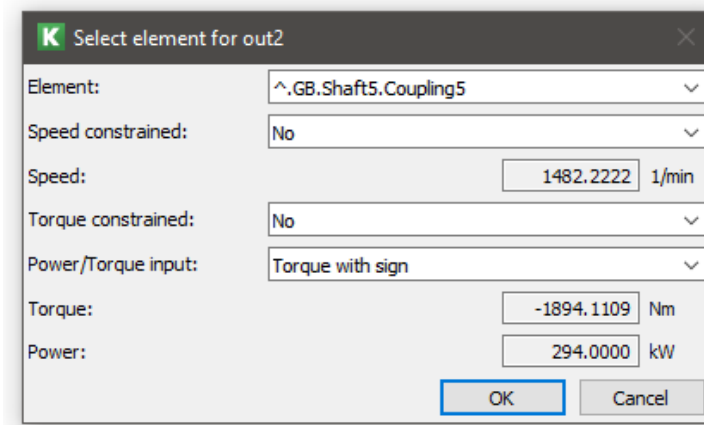 K Select element for out2
Element: ^.GB.Shaft5.Coupling5
Speed constrained: No
Speed: 1482.2222 1/min
Torque constrained: No
Power/Torque input: Torque with sign
Torque: -1894.1109 Nm
Power: 294.0000 kW
OK Cancel